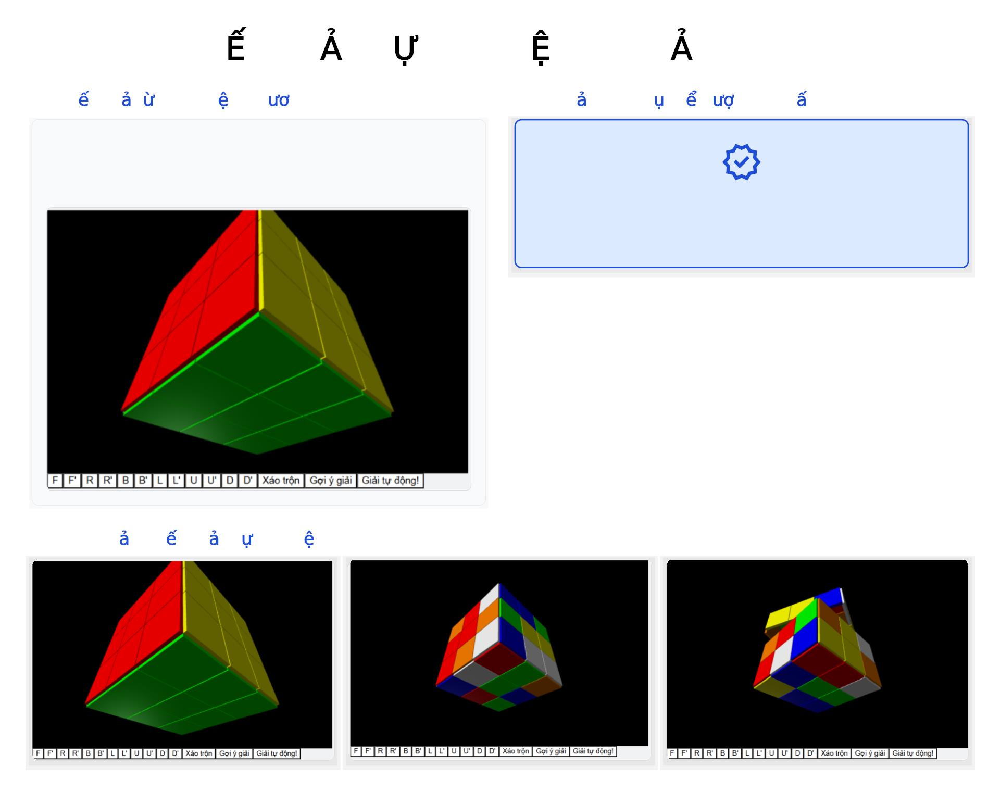 Ế Ả Ự Ệ Ả
ế ả ừ ệ ươ
ả ụ ể ượ ấ
F F' R R' B B' L L' U U' D D' Xáo trộn Gợi ý giải Giải tự động!
ả ế ả ự ệ
F F' R R' B B' L L' U U' D D' Xáo trộn Gợi ý giải Giải tự động!
F F' R R' B B' L L' U U' D D' Xáo trộn Gợi ý giải Giải tự động!
F F' R R' B B' L L' U U' D D' Xáo trộn Gợi ý giải Giải tự động!